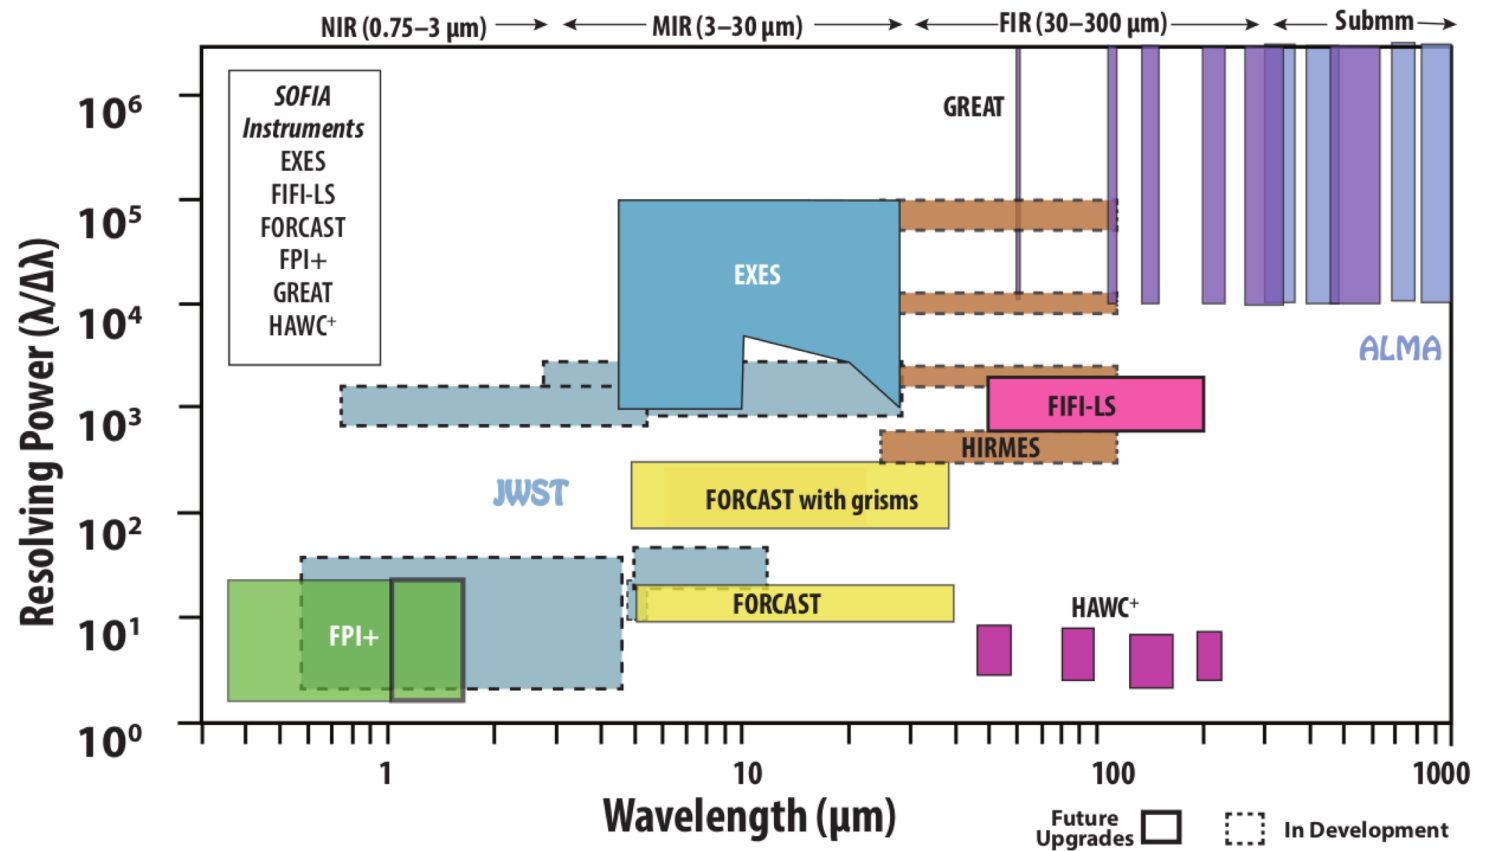 NIR (0.75–3 μm)
MIR (3–30 μm)
FIR (30–300 μm)
Submm
SOFIA
Instruments
EXES
FIFI-LS
FORCAST
FPI+
GREAT
HAWC⁺
Resolving Power (λ/Δλ)
10⁶
10⁵
10⁴
10³
10²
10¹
10⁰
GREAT
EXES
ALMA
FIFI-LS
HIRMES
JWST
FORCAST with grisms
FORCAST
HAWC⁺
FPI+
1
10
100
1000
Wavelength (μm)
Future
Upgrades
In Development